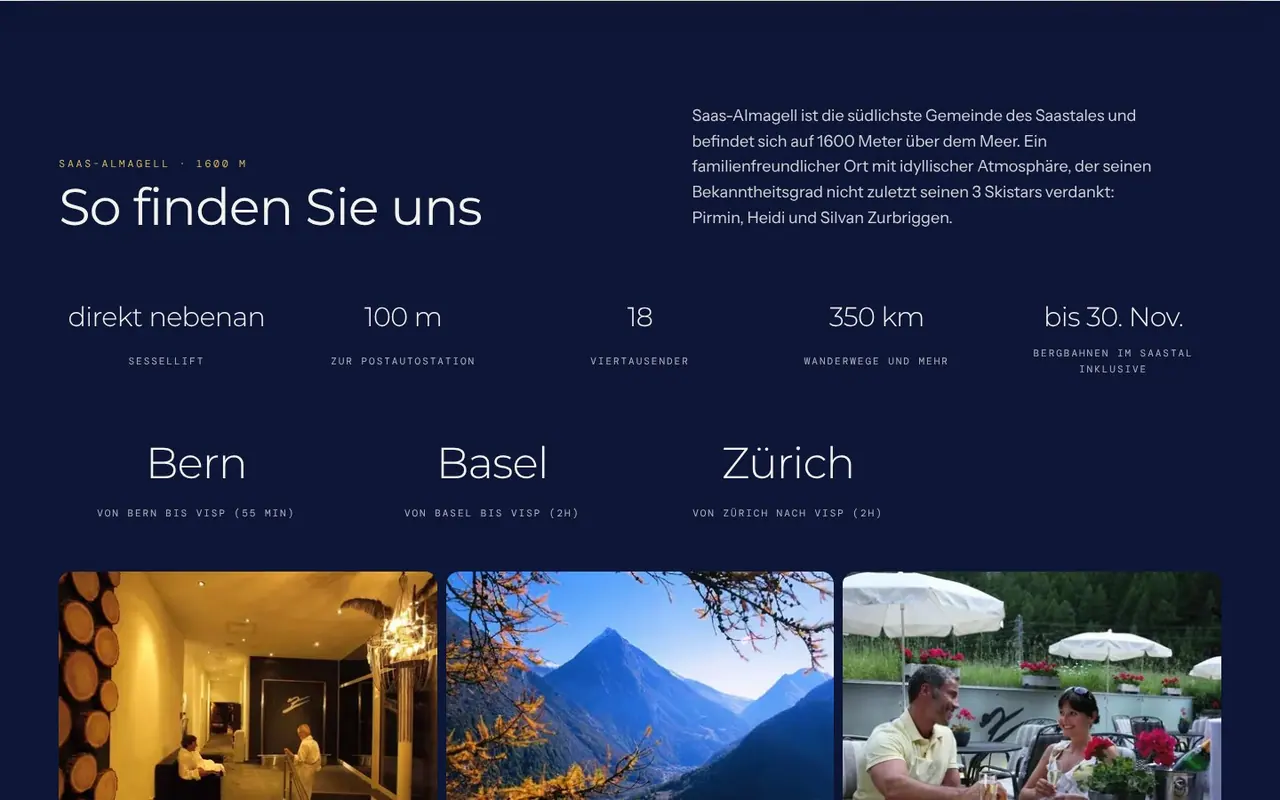 SAAS-ALMAGELL · 1600 M
So finden Sie uns
Saas-Almagell ist die südlichste Gemeinde des Saastales und
befindet sich auf 1600 Meter über dem Meer. Ein
familienfreundlicher Ort mit idyllischer Atmosphäre, der seinen
Bekanntheitsgrad nicht zuletzt seinen 3 Skistars verdankt:
Pirmin, Heidi und Silvan Zurbriggen.
direkt nebenan
SESSELLIFT
100 m
ZUR POSTAUTOSTATION
18
VIERTAUSENDER
350 km
WANDERWEGE UND MEHR
bis 30. Nov.
BERGBAHNEN IM SAASTAL
INKLUSIVE
Bern
VON BERN BIS VISP (55 MIN)
Basel
VON BASEL BIS VISP (2H)
Zürich
VON ZÜRICH NACH VISP (2H)